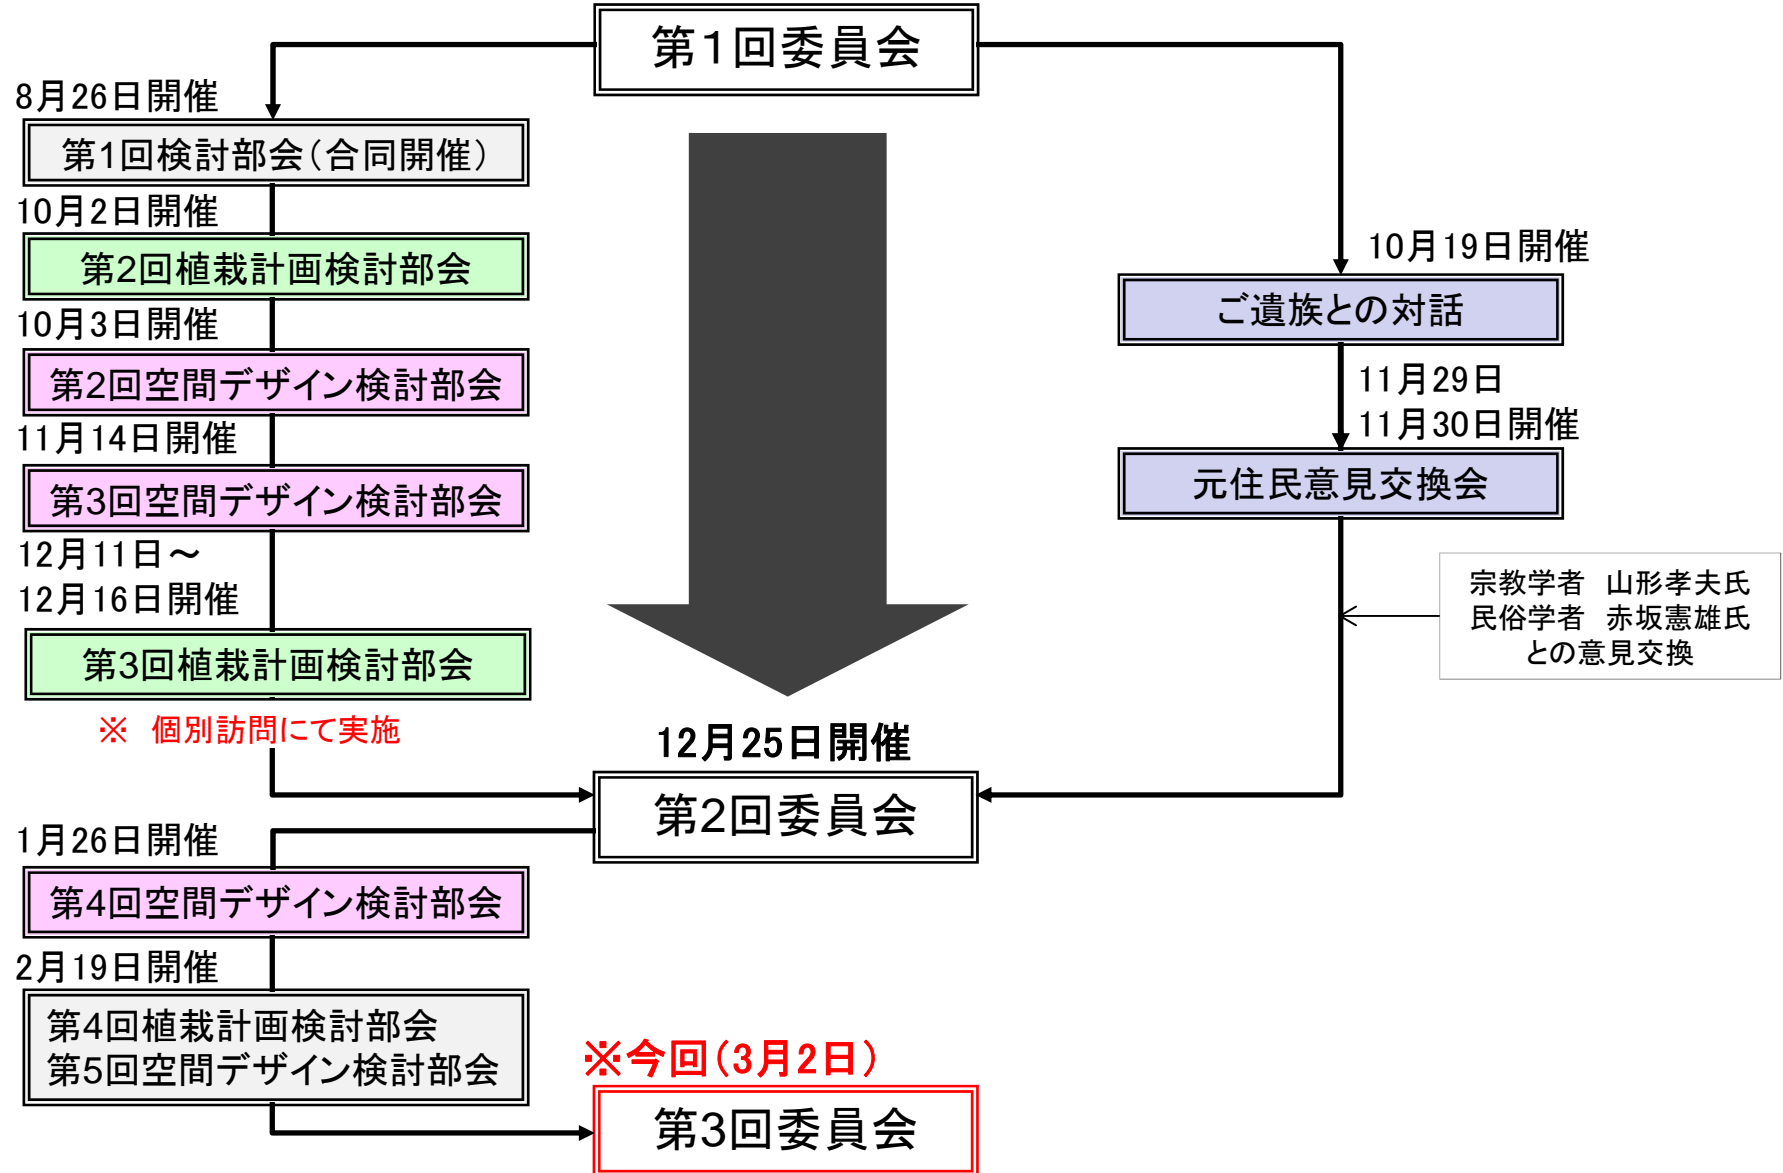 第1回委員会
8月26日開催
第1回検討部会(合同開催)
10月2日開催
第2回植栽計画検討部会
10月3日開催
第2回空間デザイン検討部会
11月14日開催
第3回空間デザイン検討部会
12月11日～
12月16日開催
第3回植栽計画検討部会
※ 個別訪問にて実施
10月19日開催
ご遺族との対話
11月29日
11月30日開催
元住民意見交換会
宗教学者 山形孝夫氏
民俗学者 赤坂憲雄氏
との意見交換
12月25日開催
第2回委員会
1月26日開催
第4回空間デザイン検討部会
2月19日開催
第4回植栽計画検討部会
第5回空間デザイン検討部会
※今回(3月2日)
第3回委員会